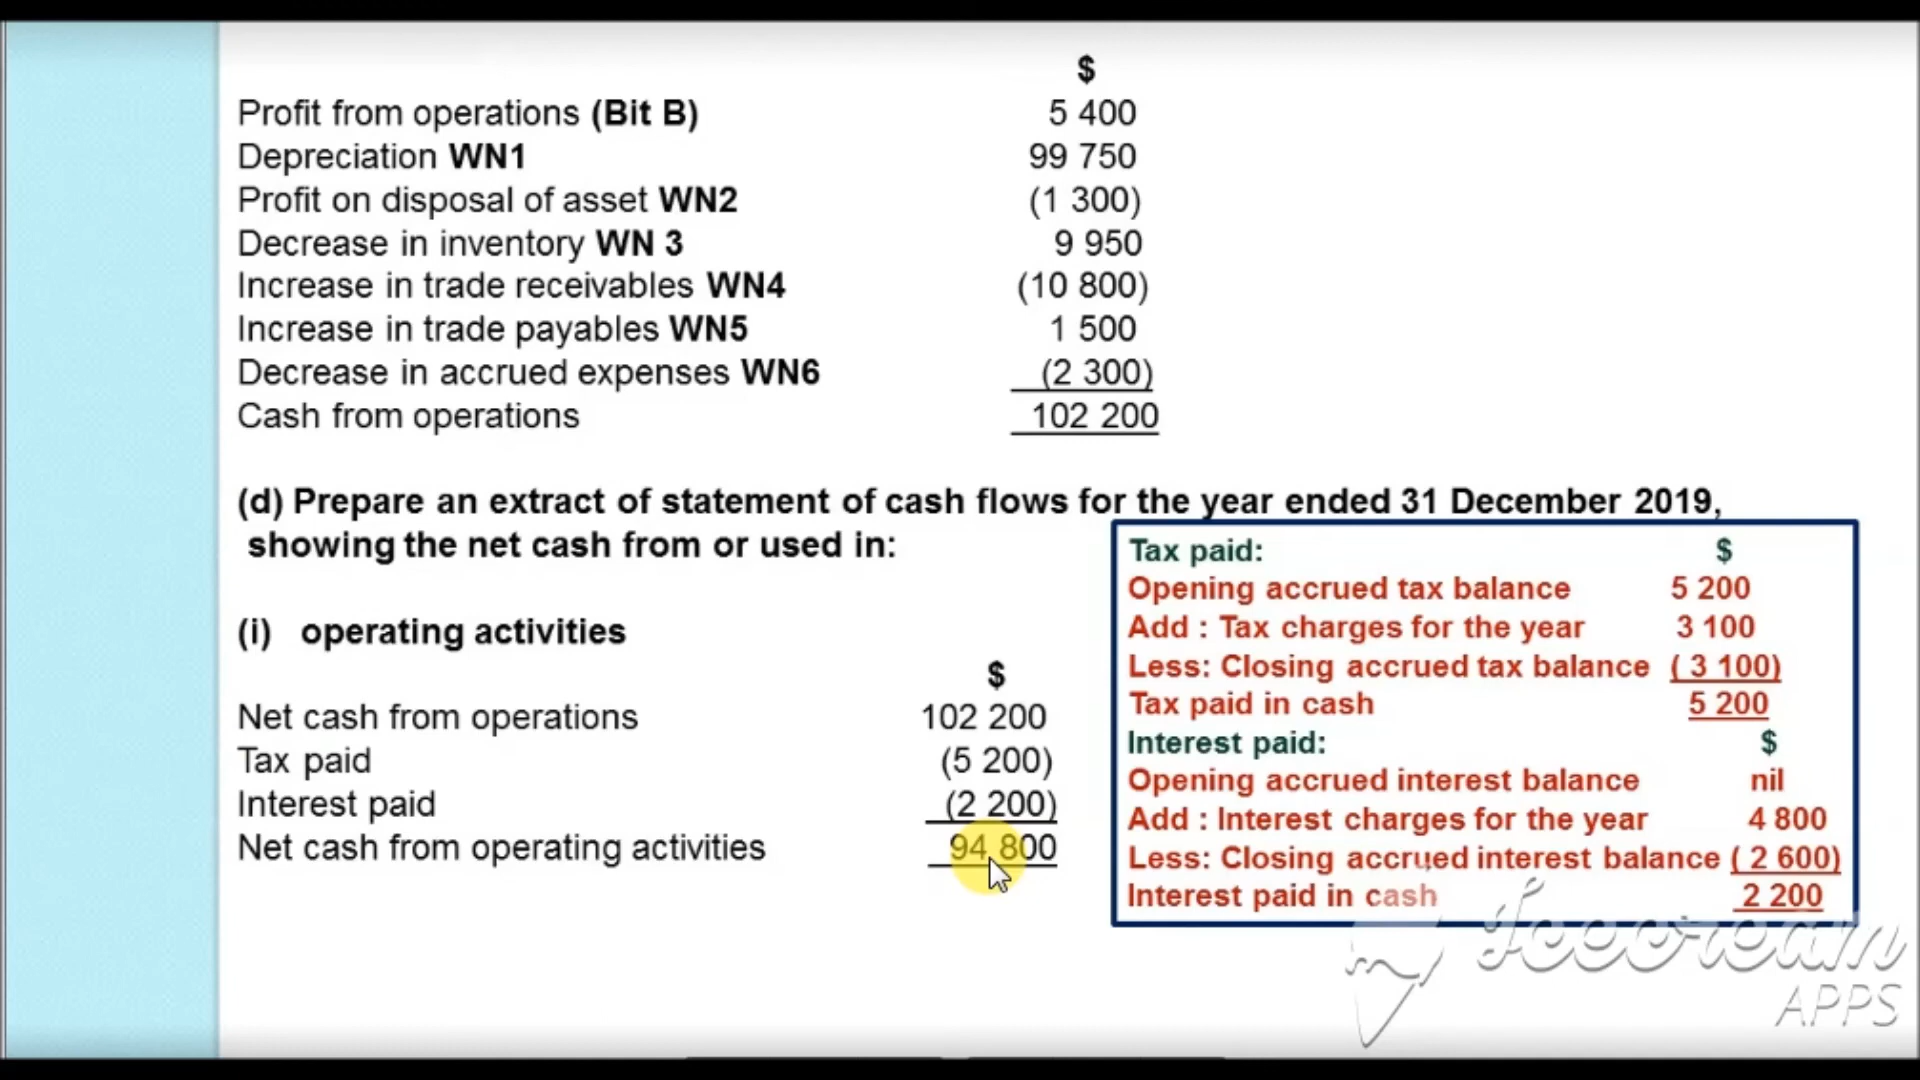 $
Profit from operations (Bit B) 5 400
Depreciation WN1 99 750
Profit on disposal of asset WN2 (1 300)
Decrease in inventory WN 3 9 950
Increase in trade receivables WN4 (10 800)
Increase in trade payables WN5 1 500
Decrease in accrued expenses WN6 (2 300)
Cash from operations 102 200
(d) Prepare an extract of statement of cash flows for the year ended 31 December 2019,
showing the net cash from or used in:
(i) operating activities
$
Net cash from operations 102 200
Tax paid (5 200)
Interest paid (2 200)
Net cash from operating activities 94 800
Tax paid: $
Opening accrued tax balance 5 200
Add : Tax charges for the year 3 100
Less: Closing accrued tax balance ( 3 100)
Tax paid in cash 5 200
Interest paid: $
Opening accrued interest balance nil
Add : Interest charges for the year 4 800
Less: Closing accrued interest balance ( 2 600)
Interest paid in cash 2 200
Icecream
APPS